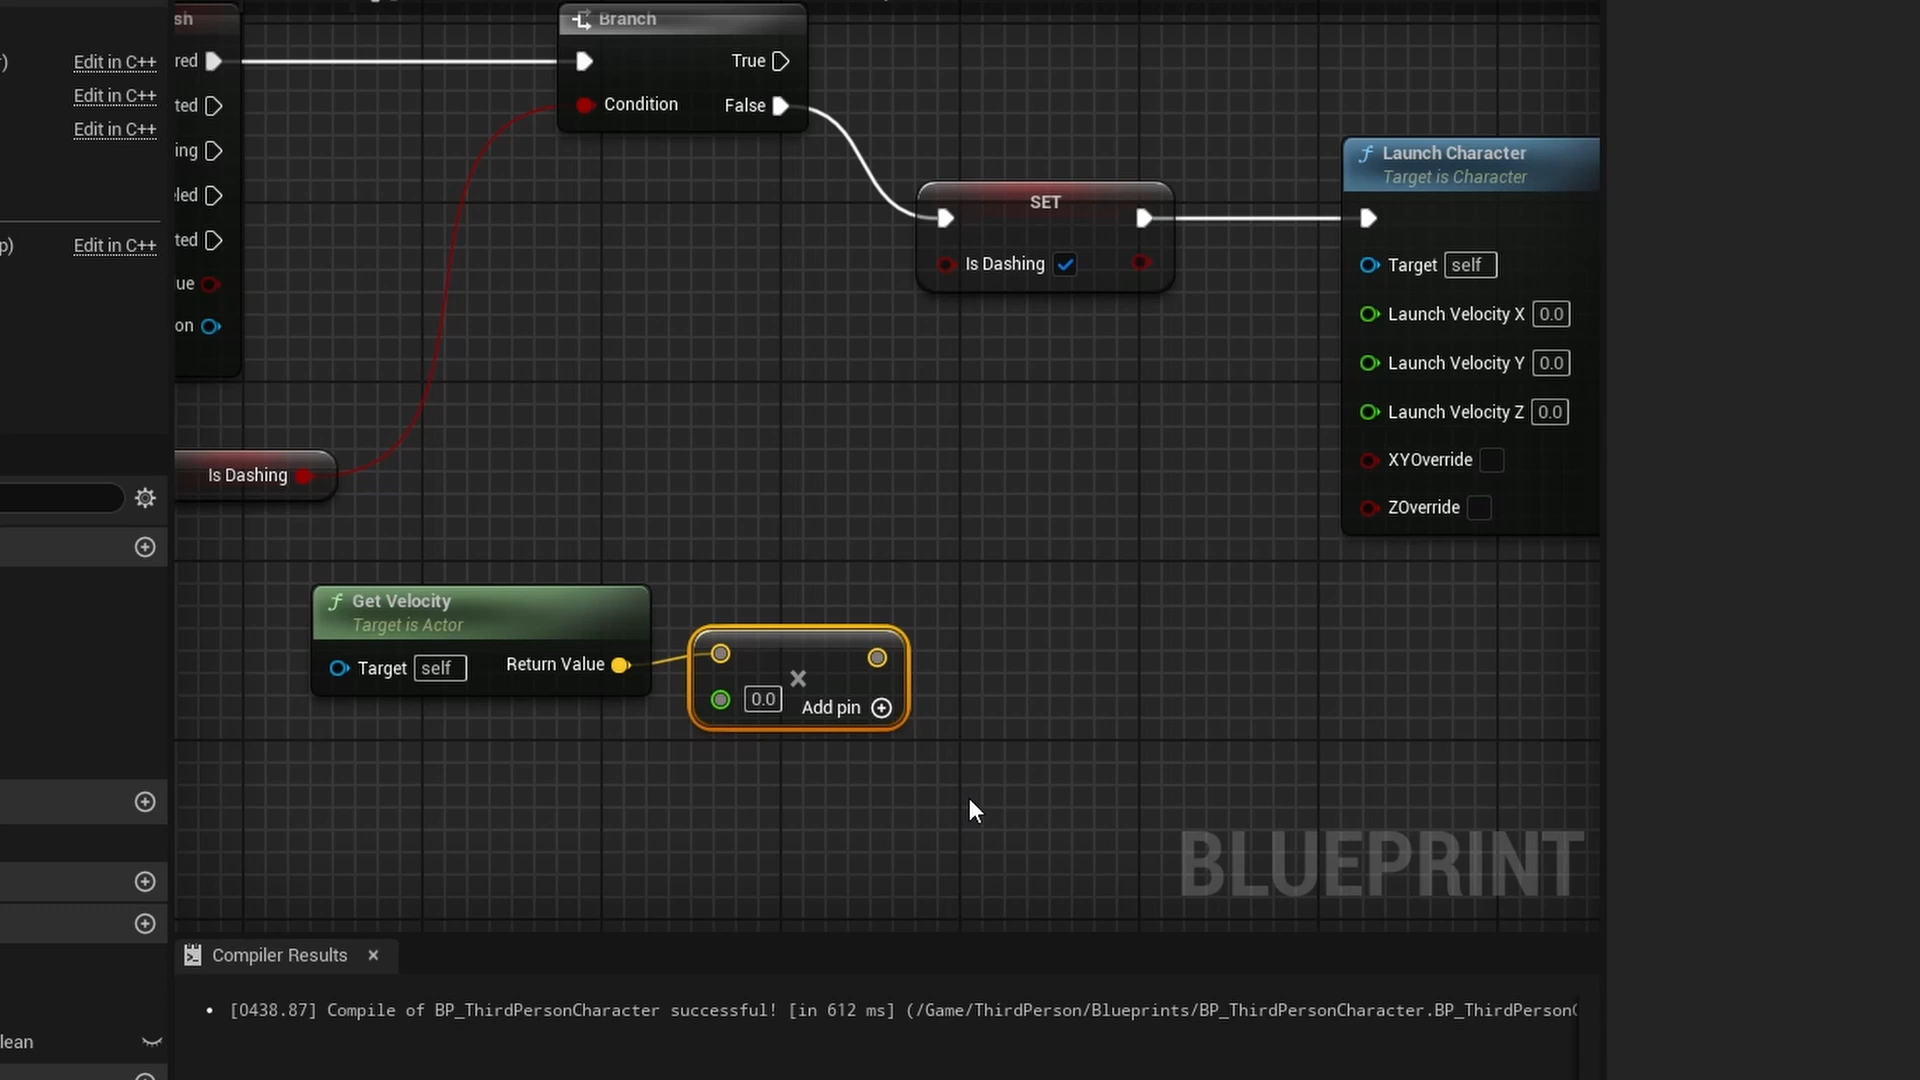 sh
Branch
r)
Edit in C++
red
True
Edit in C++
ted
Condition
False
Edit in C++
ing
Launch Character
Target is Character
led
SET
ted
p)
Edit in C++
Is Dashing
Target
self
ue
on
Launch Velocity X
0.0
Launch Velocity Y
0.0
Launch Velocity Z
0.0
XYOverride
Is Dashing
ZOverride
Get Velocity
Target is Actor
Target
self
Return Value
0.0
Add pin
BLUEPRINT
Compiler Results
[0438.87] Compile of BP_ThirdPersonCharacter successful! [in 612 ms] (/Game/ThirdPerson/Blueprints/BP_ThirdPersonCharacter.BP_ThirdPerson
lean